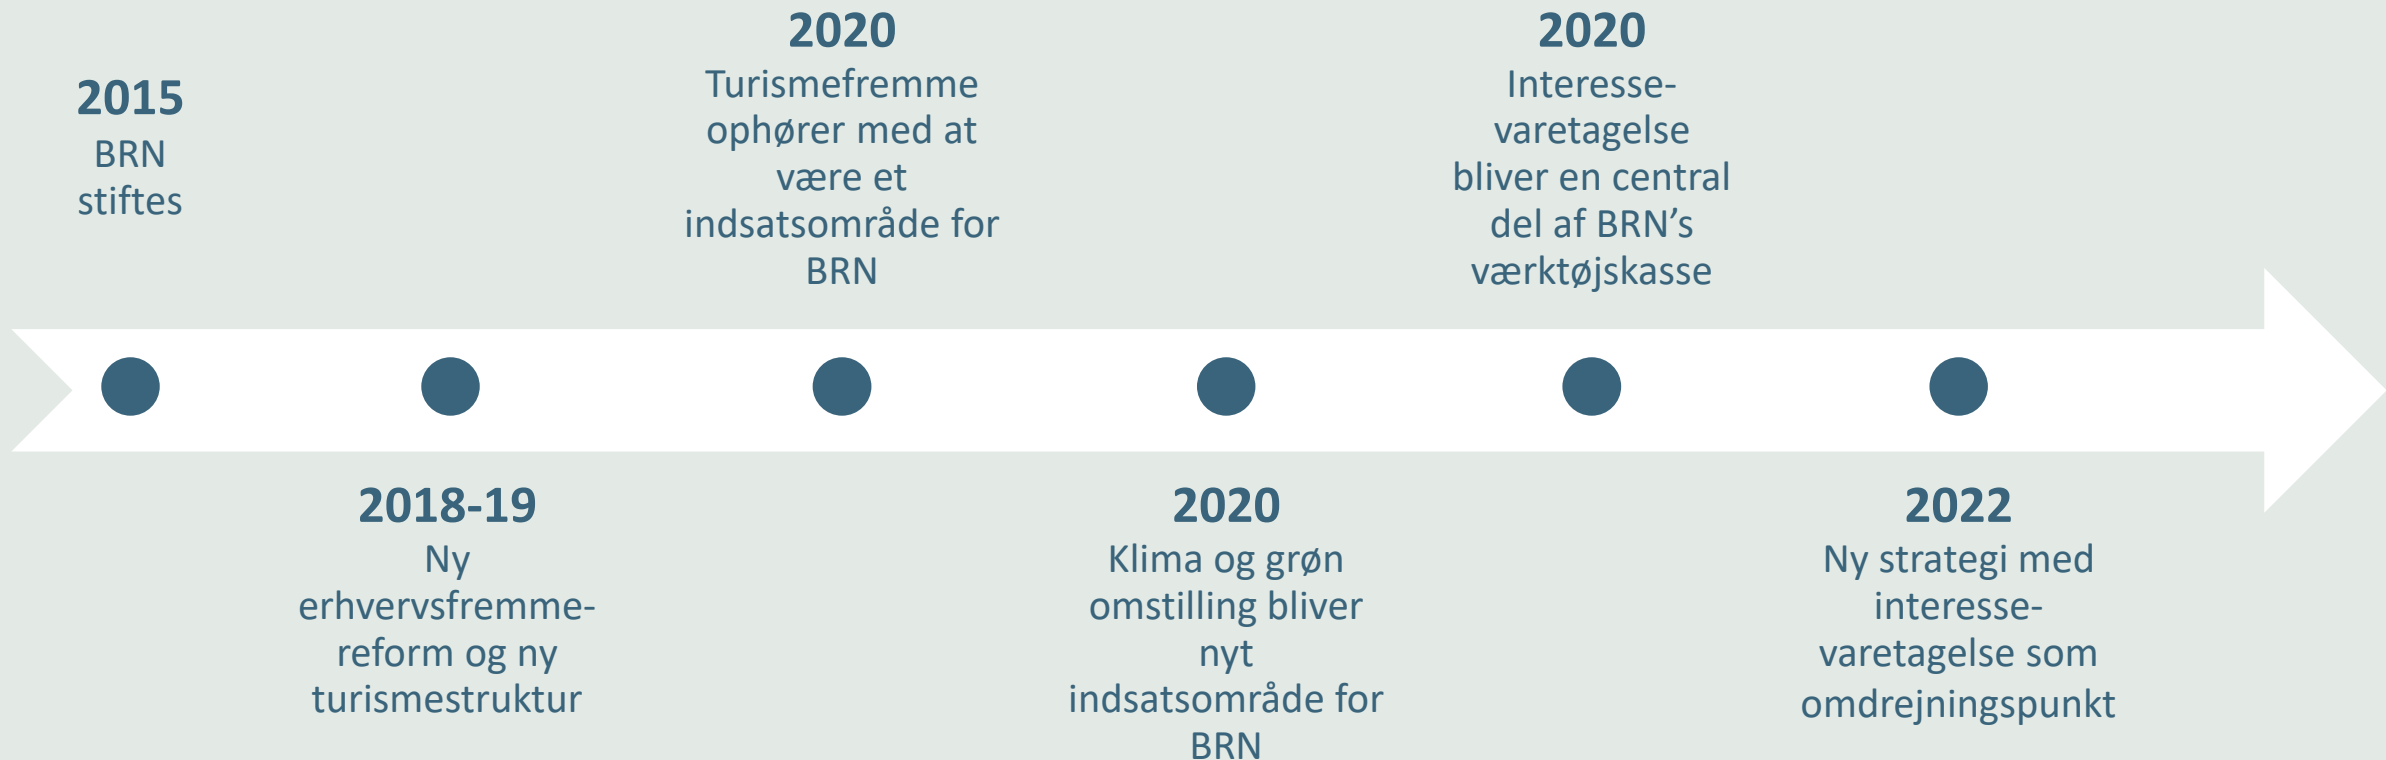 2015
BRN
stiftes
2018-19
Ny
erhvervsfremme-
reform og ny
turismestruktur
2020
Turismefremme
ophører med at
være et
indsatsområde for
BRN
2020
Klima og grøn
omstilling bliver
nyt
indsatsområde for
BRN
2020
Interesse-
varetagelse
bliver en central
del af BRN’s
værktøjskasse
2022
Ny strategi med
interesse-
varetagelse som
omdrejningspunkt